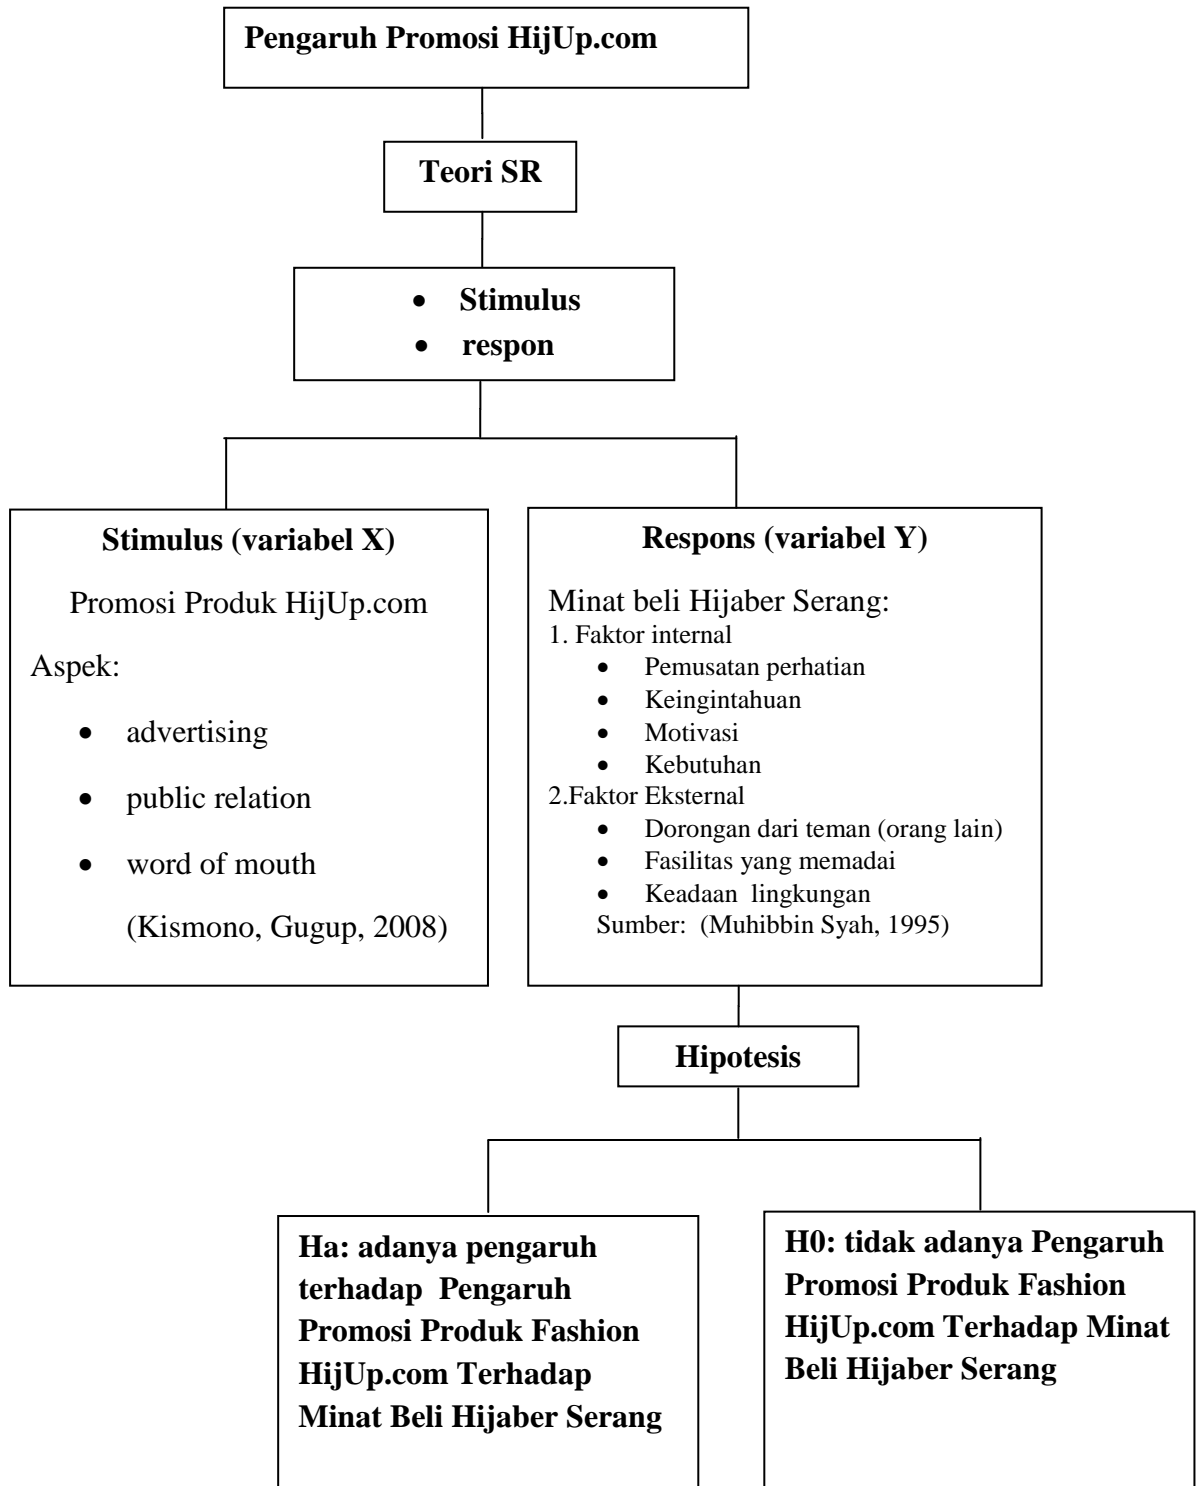 Pengaruh Promosi HijUp.com
Teori SR
• Stimulus
• respon
Stimulus (variabel X)
Promosi Produk HijUp.com
Aspek:
• advertising
• public relation
• word of mouth
(Kismono, Gugup, 2008)
Respons (variabel Y)
Minat beli Hijaber Serang:
1. Faktor internal
• Pemusatan perhatian
• Keingintahuan
• Motivasi
• Kebutuhan
2.Faktor Eksternal
• Dorongan dari teman (orang lain)
• Fasilitas yang memadai
• Keadaan lingkungan
Sumber: (Muhibbin Syah, 1995)
Hipotesis
Ha: adanya pengaruh
terhadap Pengaruh
Promosi Produk Fashion
HijUp.com Terhadap
Minat Beli Hijaber Serang
H0: tidak adanya Pengaruh
Promosi Produk Fashion
HijUp.com Terhadap Minat
Beli Hijaber Serang